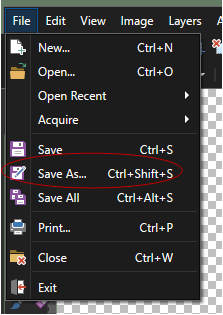 File Edit View Image Layers
New... Ctrl+N
Open... Ctrl+O
Open Recent
Acquire
Save Ctrl+S
Save As... Ctrl+Shift+S
Save All Ctrl+Alt+S
Print... Ctrl+P
Close Ctrl+W
Exit